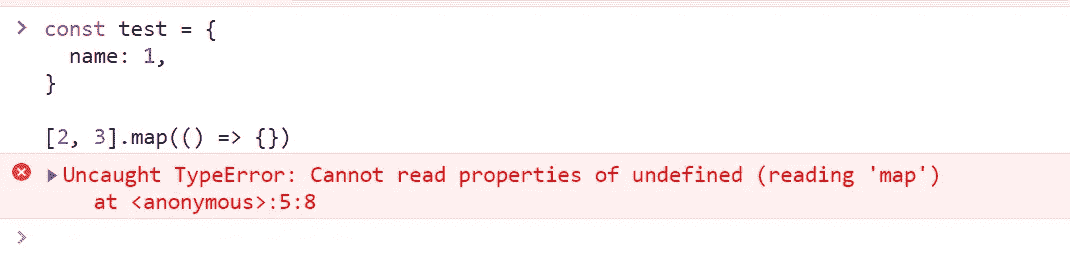 const test = {
  name: 1,
}
[2, 3].map(() => {})
Uncaught TypeError: Cannot read properties of undefined (reading 'map')
    at <anonymous>:5:8